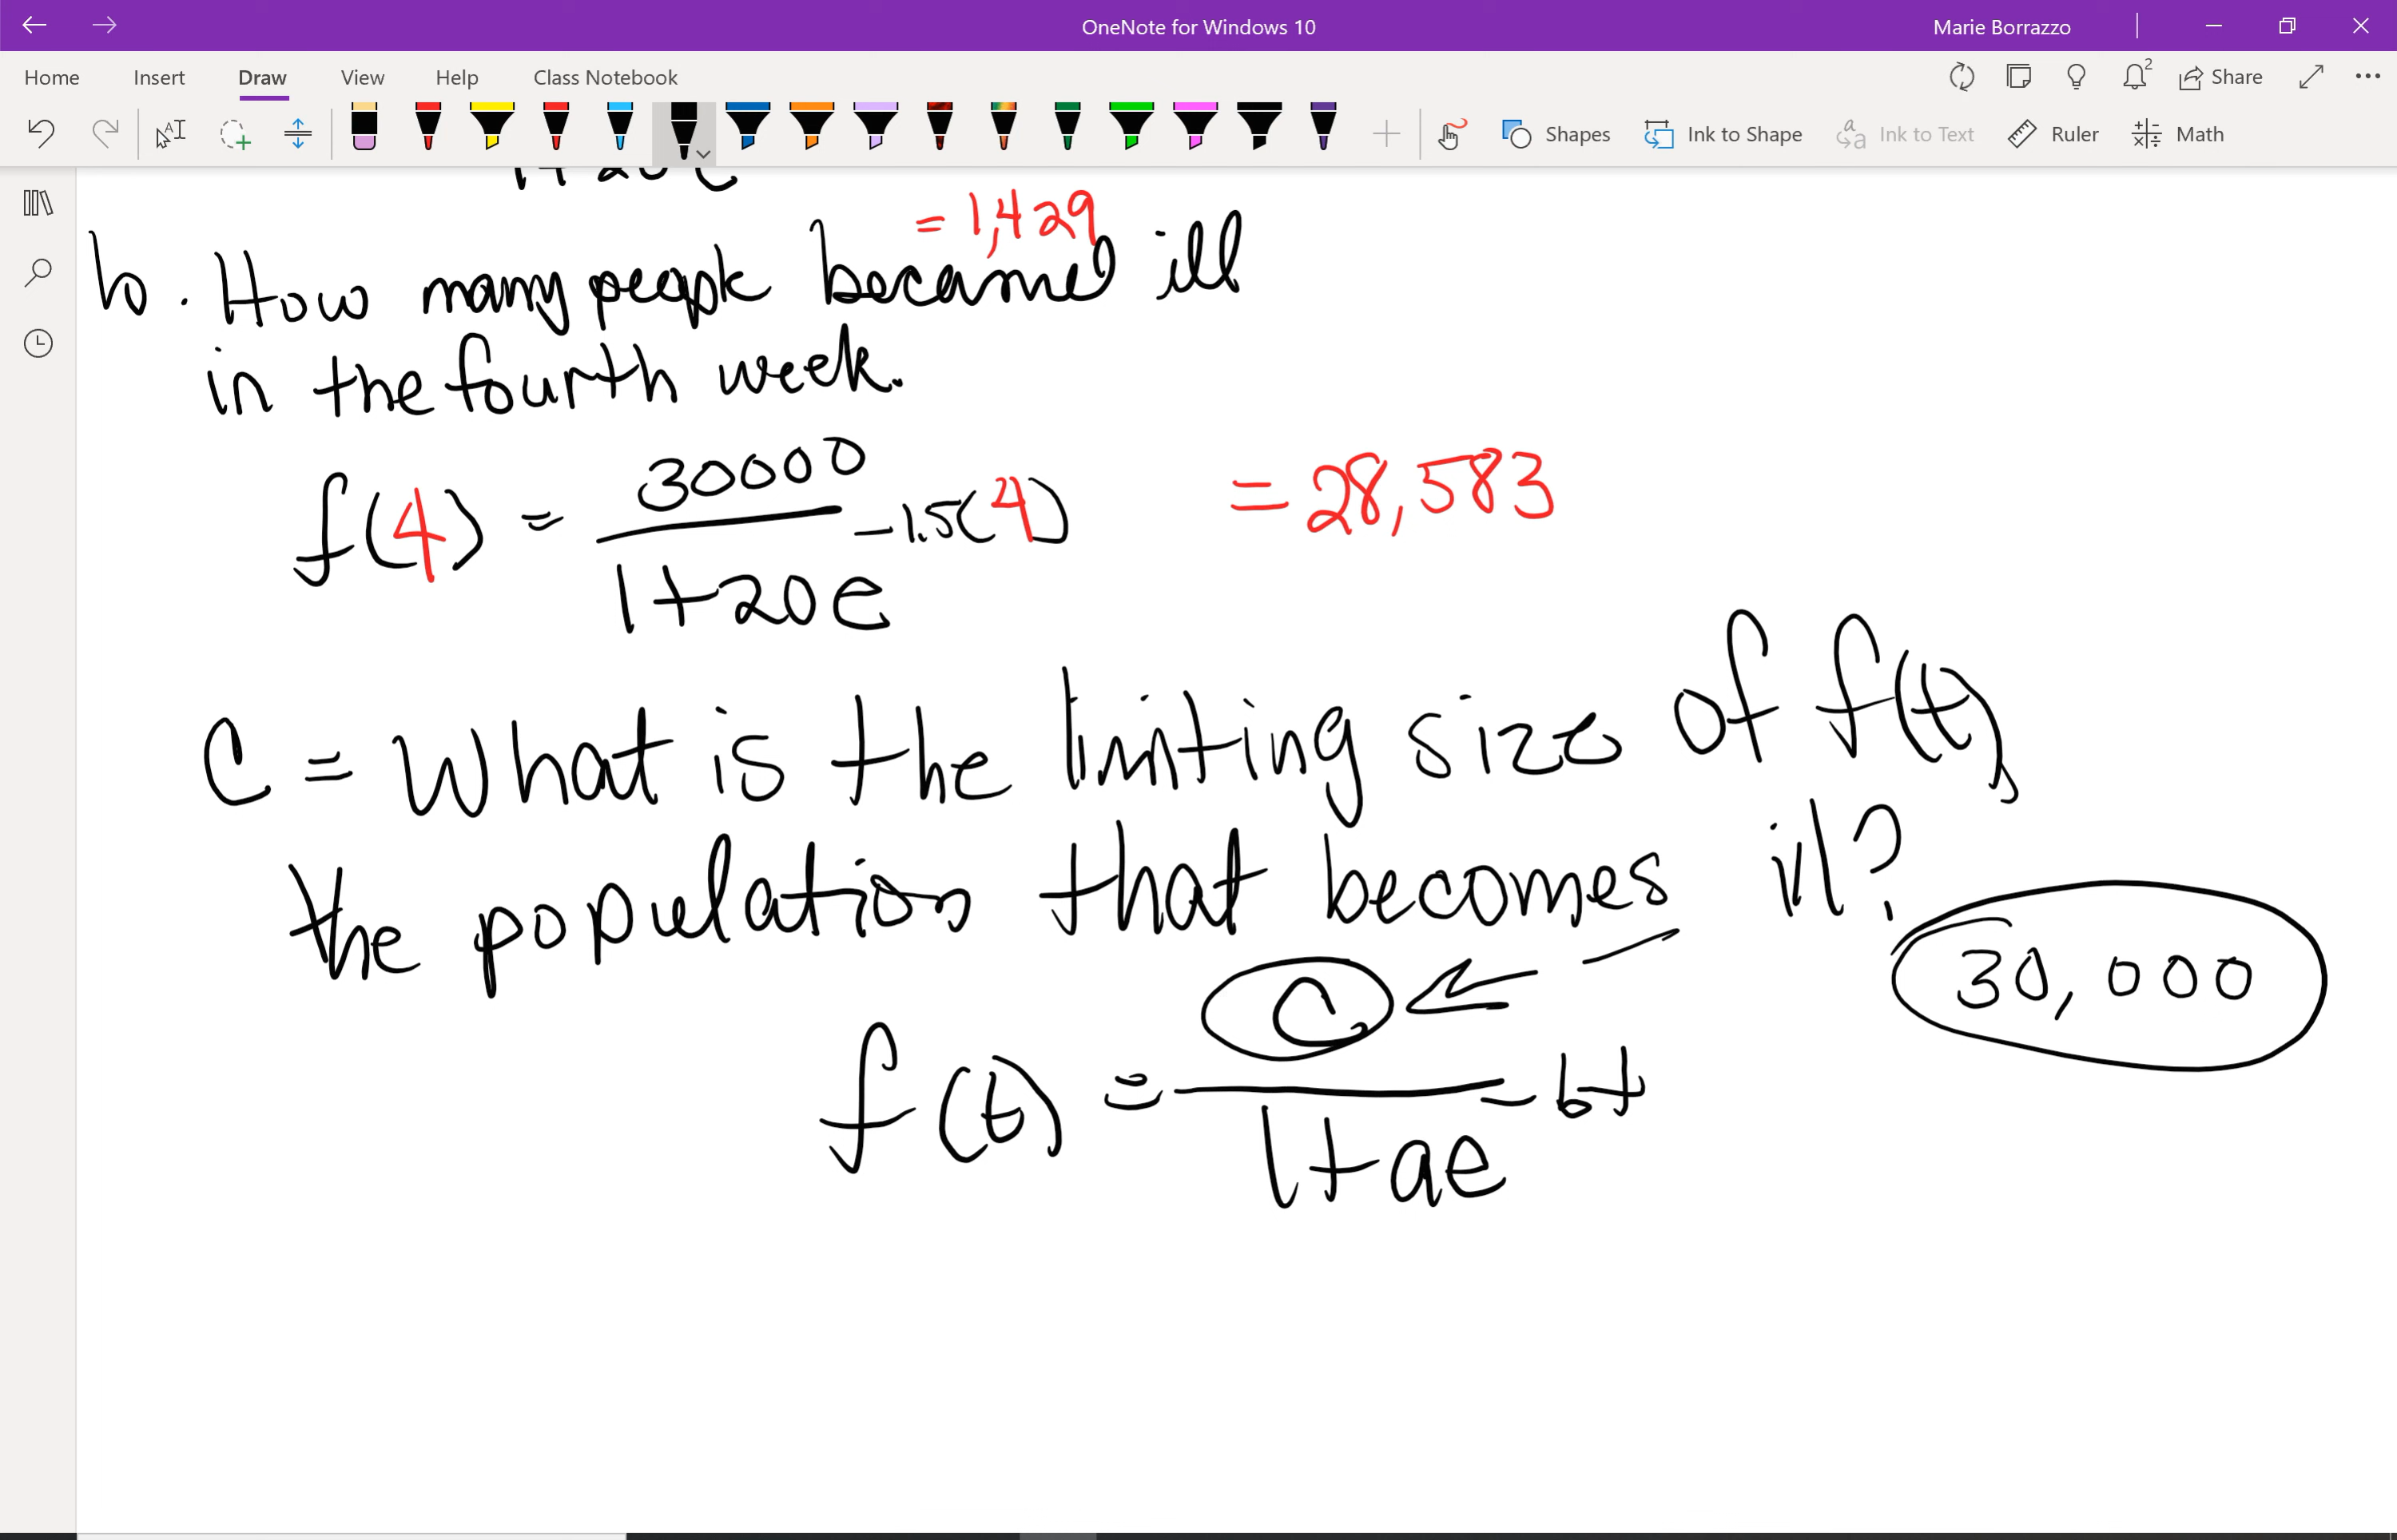 OneNote for Windows 10
Marie Borrazzo
Home Insert Draw View Help Class Notebook
2 Share
Shapes Ink to Shape Ink to Text Ruler Math
1+20e
= 1,429
b. How many people became ill
in the fourth week.
f(4) = 30000 / 1+20e -1.5(4) = 28,583
C = What is the limiting size of f(t),
the population that becomes ill?
30,000
f(t) = C / 1+ae -bt